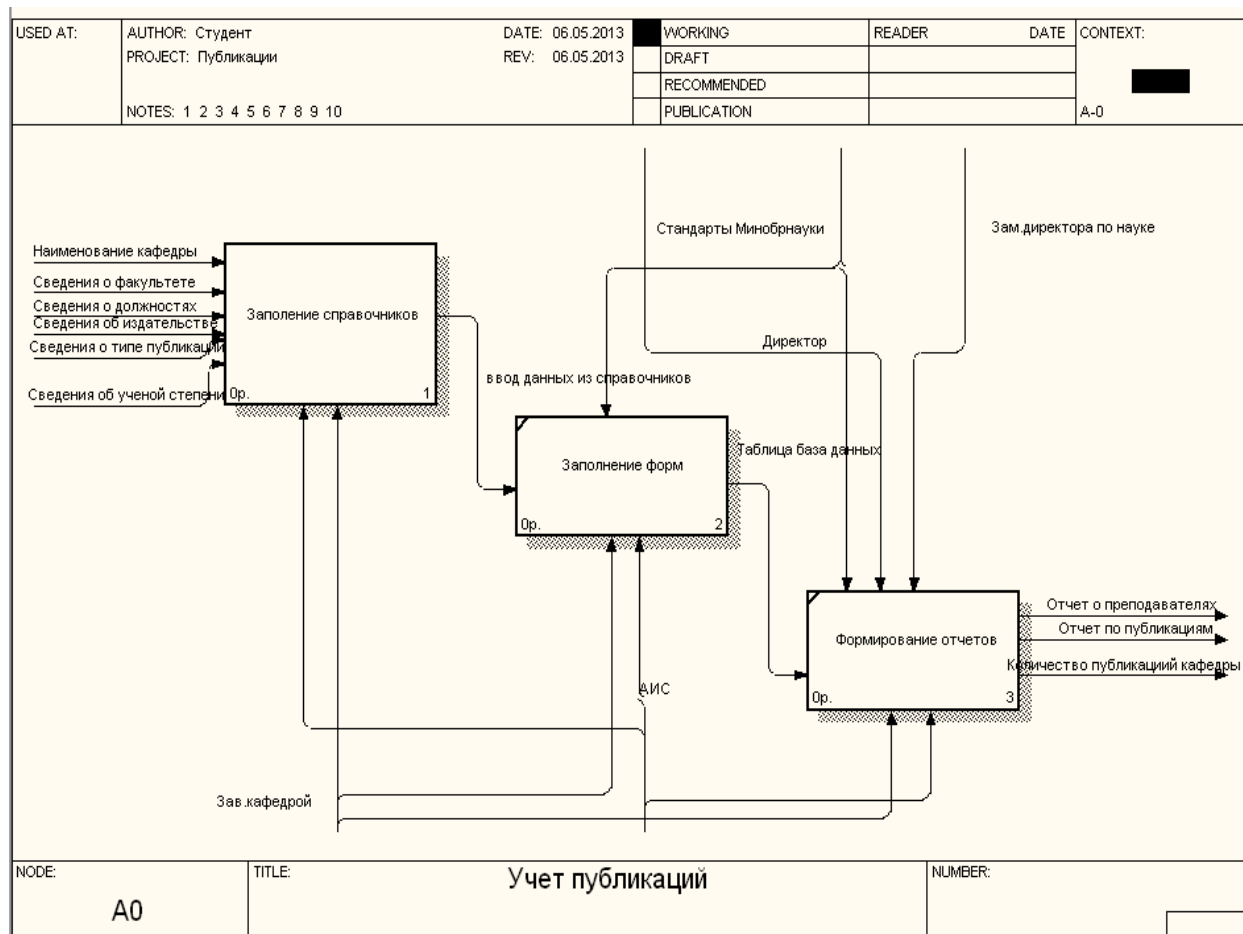 USED AT:
AUTHOR: Студент
DATE: 06.05.2013
WORKING
READER
DATE
CONTEXT:
PROJECT: Публикации
REV: 06.05.2013
DRAFT
RECOMMENDED
NOTES: 1 2 3 4 5 6 7 8 9 10
PUBLICATION
A-0
Стандарты Минобрнауки
Зам.директора по науке
Наименование кафедры
Сведения о факультете
Сведения о должностях
Сведения об издательстве
Сведения о типе публикации
Сведения об ученой степени
Заполение справочников
0р.
1
Директор
ввод данных из справочников
Таблица база данных
Заполнение форм
0р.
2
Отчет о преподавателях
Отчет по публикациям
Количество публикациий кафедры
Формирование отчетов
0р.
3
АИС
Зав.кафедрой
NODE:
A0
TITLE:
Учет публикаций
NUMBER: